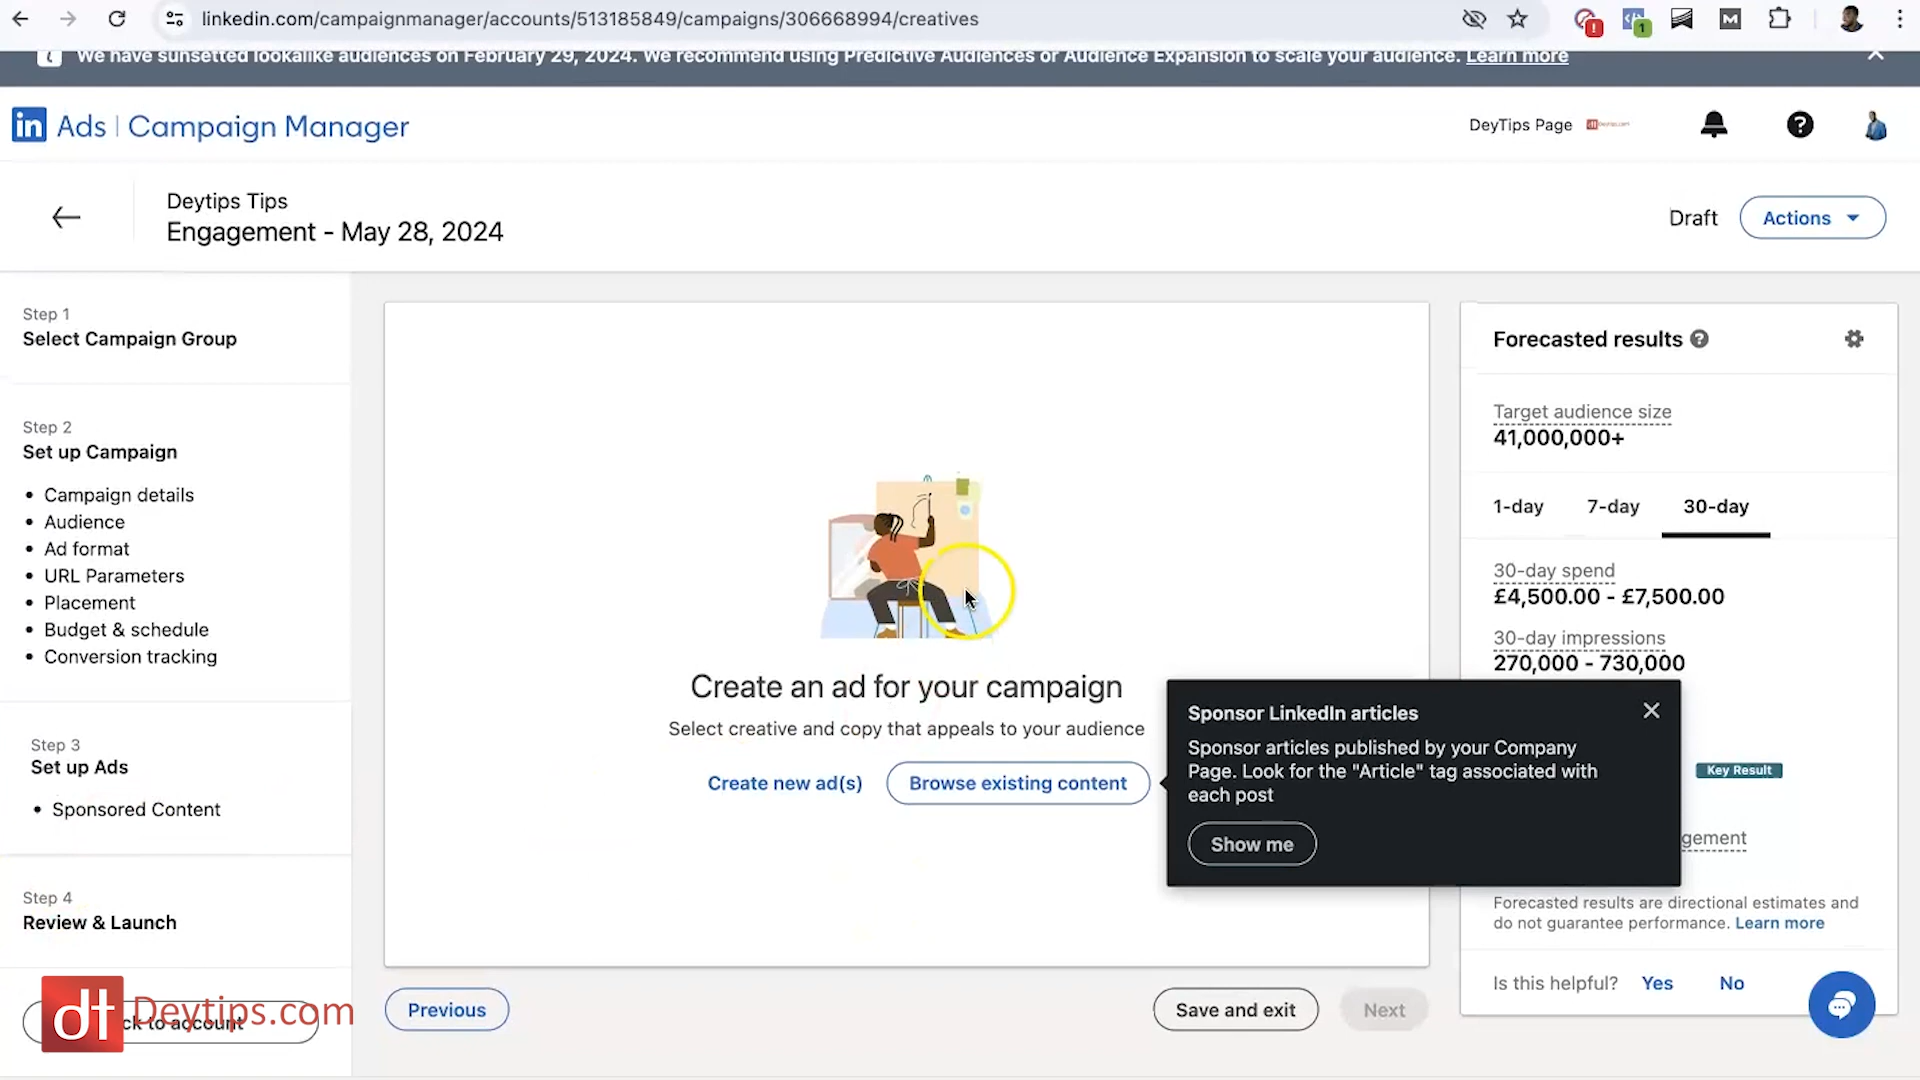 linkedin.com/campaignmanager/accounts/513185849/campaigns/306668994/creatives
We have sunsetted lookalike audiences on February 29, 2024. We recommend using Predictive Audiences or Audience Expansion to scale your audience. Learn more
in Ads | Campaign Manager
DeyTips Page
Deytips Tips
Engagement - May 28, 2024
Draft
Actions
Step 1
Select Campaign Group
Step 2
Set up Campaign
• Campaign details
• Audience
• Ad format
• URL Parameters
• Placement
• Budget & schedule
• Conversion tracking
Step 3
Set up Ads
• Sponsored Content
Step 4
Review & Launch
dt Deytips.com
ck to account
Create an ad for your campaign
Select creative and copy that appeals to your audience
Create new ad(s)
Browse existing content
Sponsor LinkedIn articles
Sponsor articles published by your Company
Page. Look for the "Article" tag associated with
each post
Show me
Previous
Save and exit
Next
Forecasted results
Target audience size
41,000,000+
1-day 7-day 30-day
30-day spend
£4,500.00 - £7,500.00
30-day impressions
270,000 - 730,000
Key Result
gement
Forecasted results are directional estimates and
do not guarantee performance. Learn more
Is this helpful? Yes No